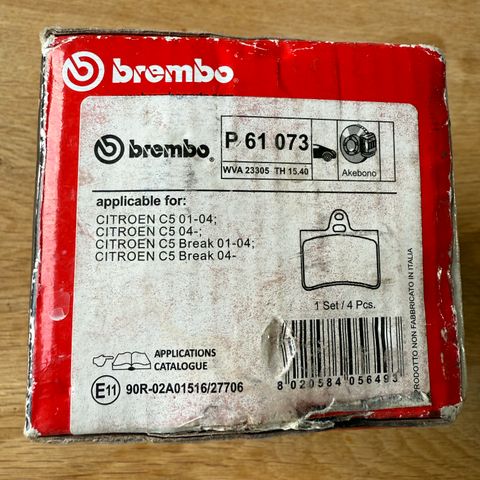 brembo
brembo
P 61 073
WVA 23305 TH 15.40
Akebono
applicable for:
CITROEN C5 01-04;
CITROEN C5 04-;
CITROEN C5 Break 01-04;
CITROEN C5 Break 04-
1 Set / 4 Pcs.
APPLICATIONS
CATALOGUE
E11 90R-02A01516/27706
8 020584 056493
PRODOTTO NON FABBRICATO IN ITALIA